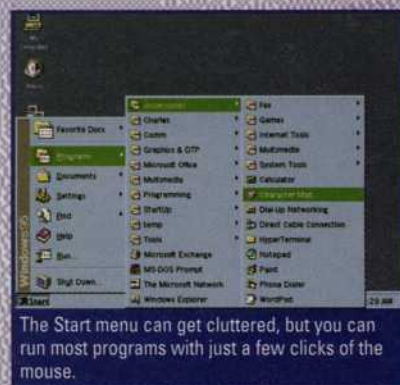 Favorite Docs
Programs
Documents
Settings
Find
Help
Run...
Shut Down...
Windows95
Start
Accessories
Charles
Comm
Graphics & DTP
Microsoft Office
Multimedia
Programming
StartUp
temp
Tools
Microsoft Exchange
MS-DOS Prompt
The Microsoft Network
Windows Explorer
Fax
Games
Internet Tools
Multimedia
System Tools
Calculator
Character Map
Dial-Up Networking
Direct Cable Connection
HyperTerminal
Notepad
Paint
Phone Dialer
WordPad
:29 AM
The Start menu can get cluttered, but you can
run most programs with just a few clicks of the
mouse.